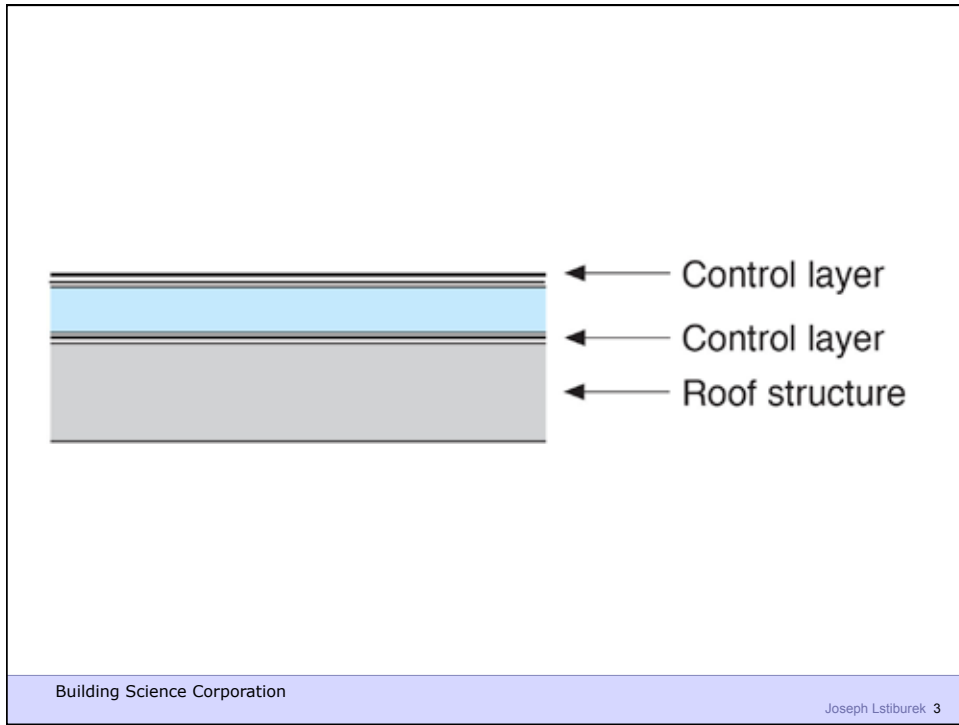 Control layer
Control layer
Roof structure
Building Science Corporation
Joseph Lstiburek 3